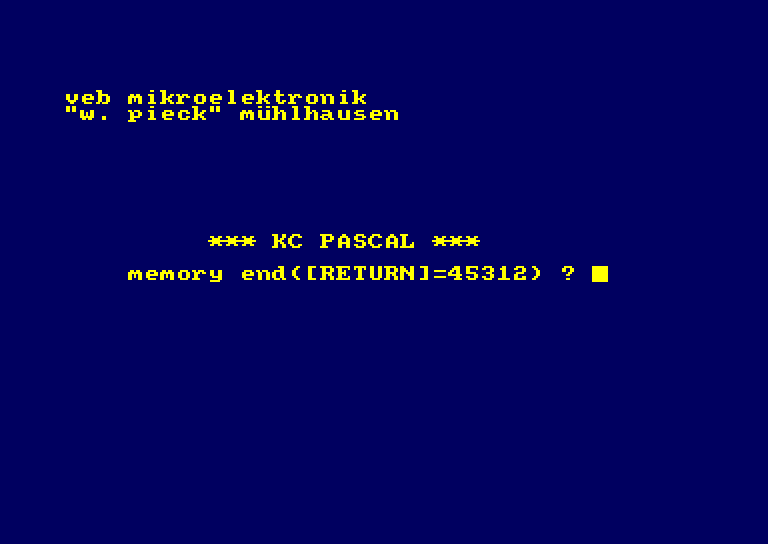 veb mikroelektronik
"w. pieck" mühlhausen
*** KC PASCAL ***
memory end([RETURN]=45312) ?